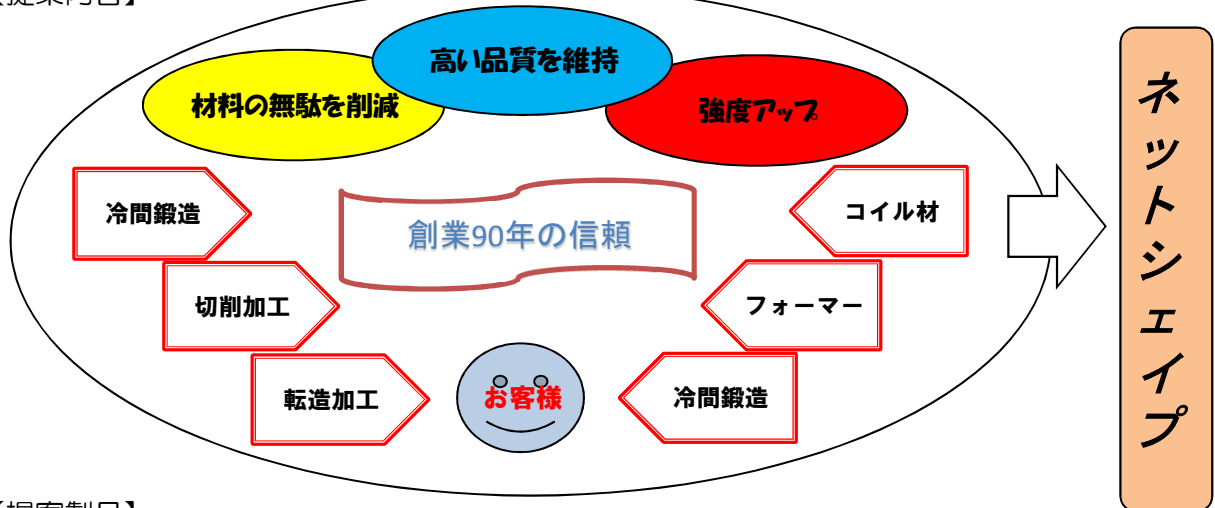 高い品質を維持
材料の無駄を削減
強度アップ
冷間鍛造
コイル材
創業90年の信頼
切削加工
フォーマー
転造加工
お客様
冷間鍛造
ネットシェイプ